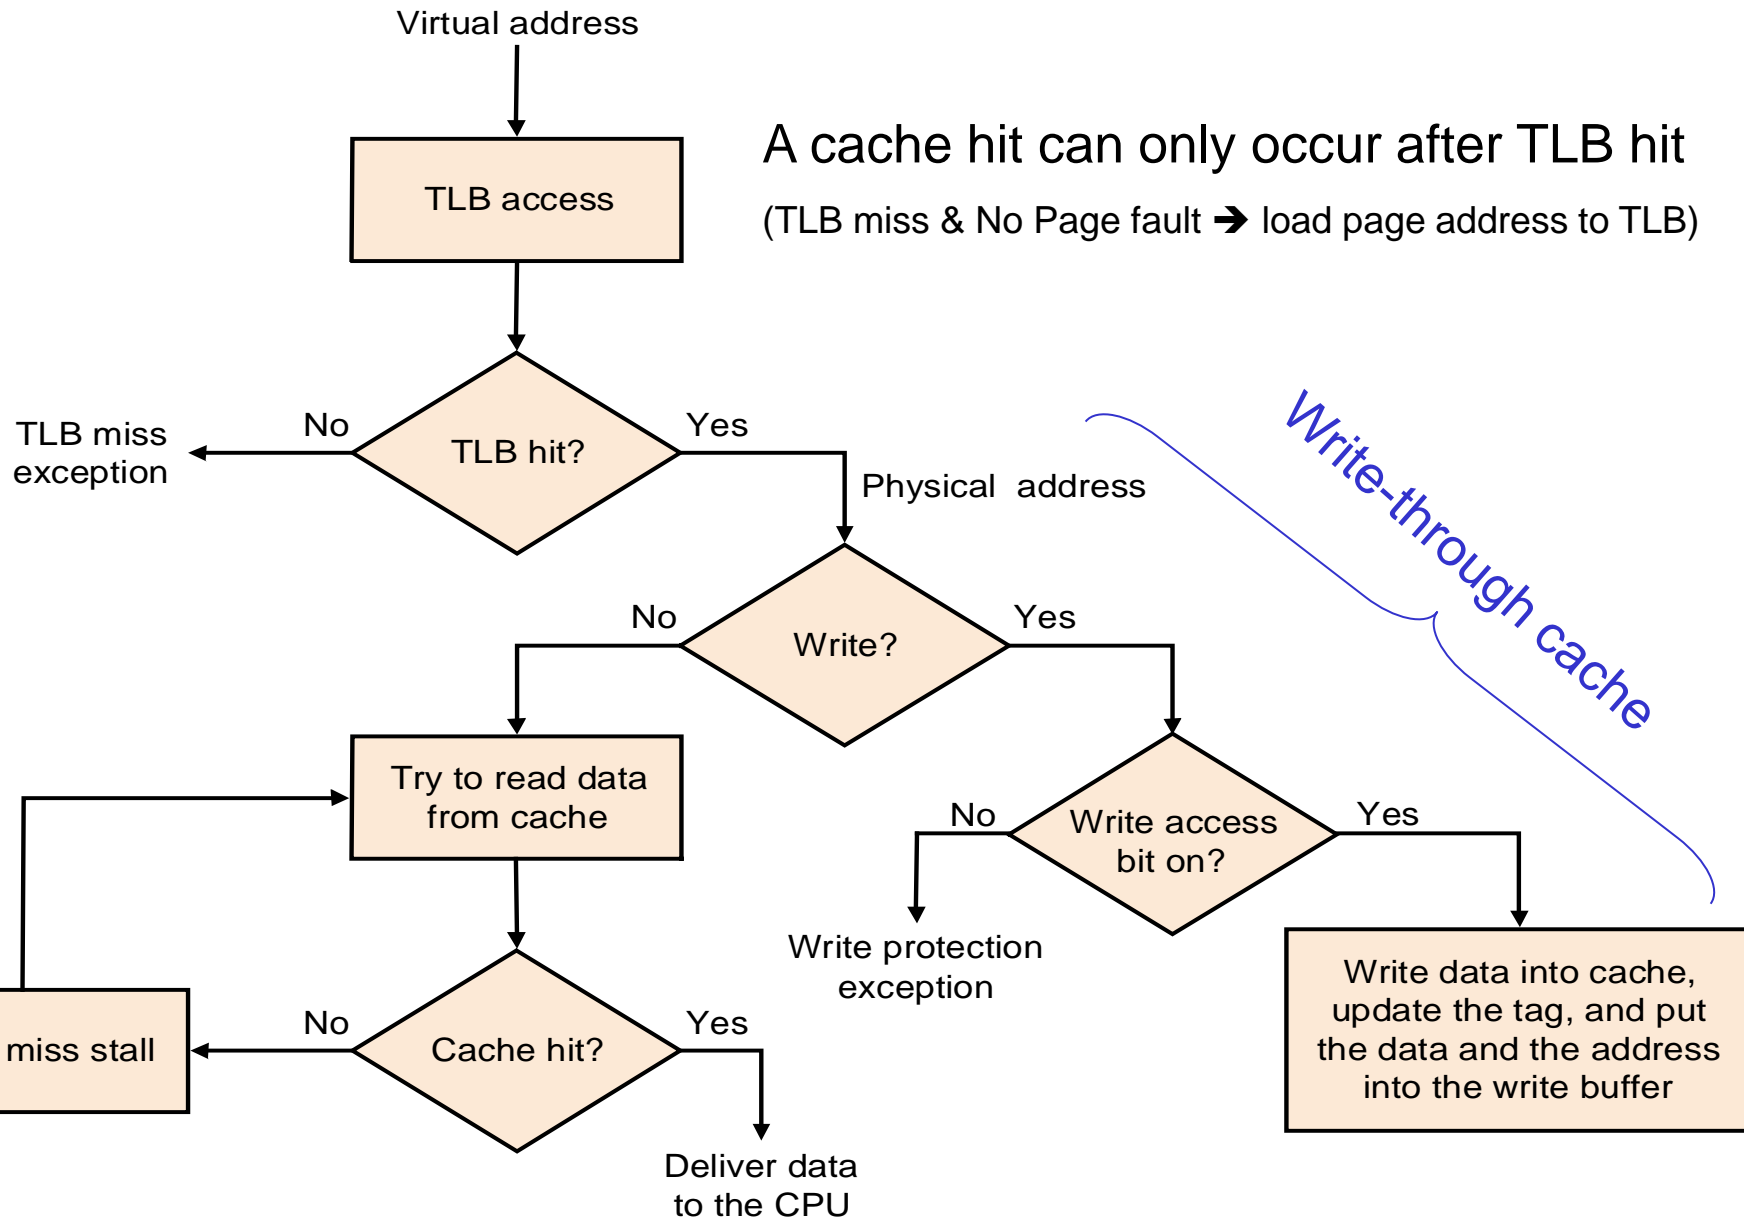 Virtual address
A cache hit can only occur after TLB hit
(TLB miss & No Page fault ➔ load page address to TLB)
TLB access
TLB miss
exception
No
TLB hit?
Yes
Physical address
Write-through cache
No
Write?
Yes
Try to read data
from cache
No
Write access
bit on?
Yes
Write protection
exception
Write data into cache,
update the tag, and put
the data and the address
into the write buffer
miss stall
No
Cache hit?
Yes
Deliver data
to the CPU